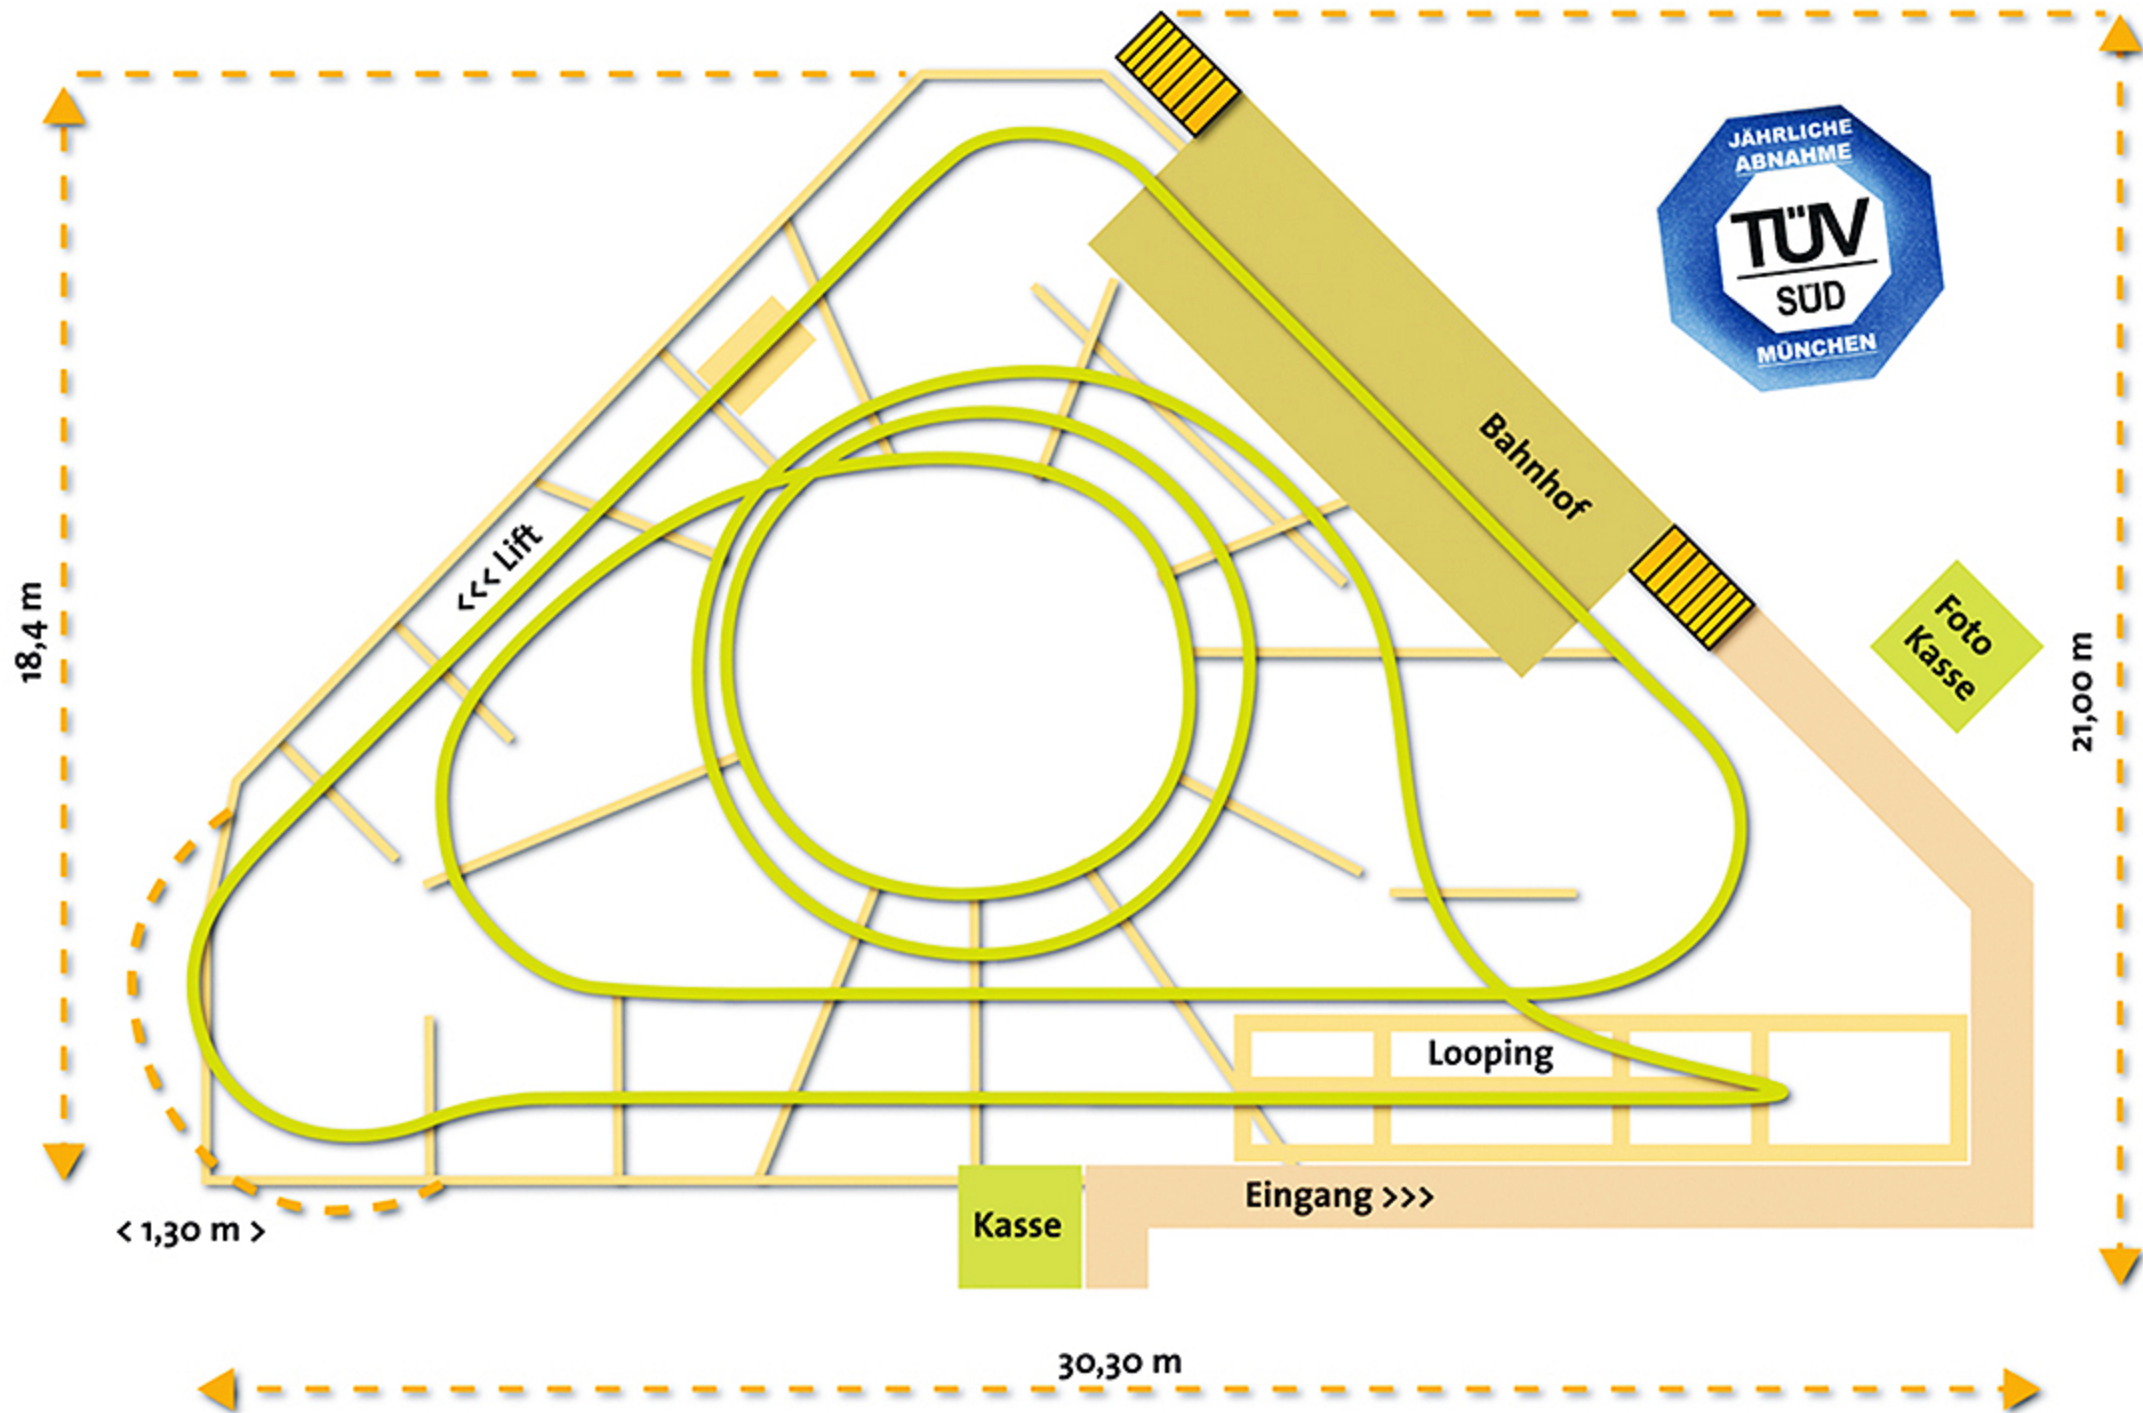 JÄHRLICHE
ABNAHME
TÜV
SÜD
MÜNCHEN
Bahnhof
<<< Lift
Foto
Kasse
18,4 m
21,00 m
Looping
Eingang >>>
Kasse
< 1,30 m >
30,30 m